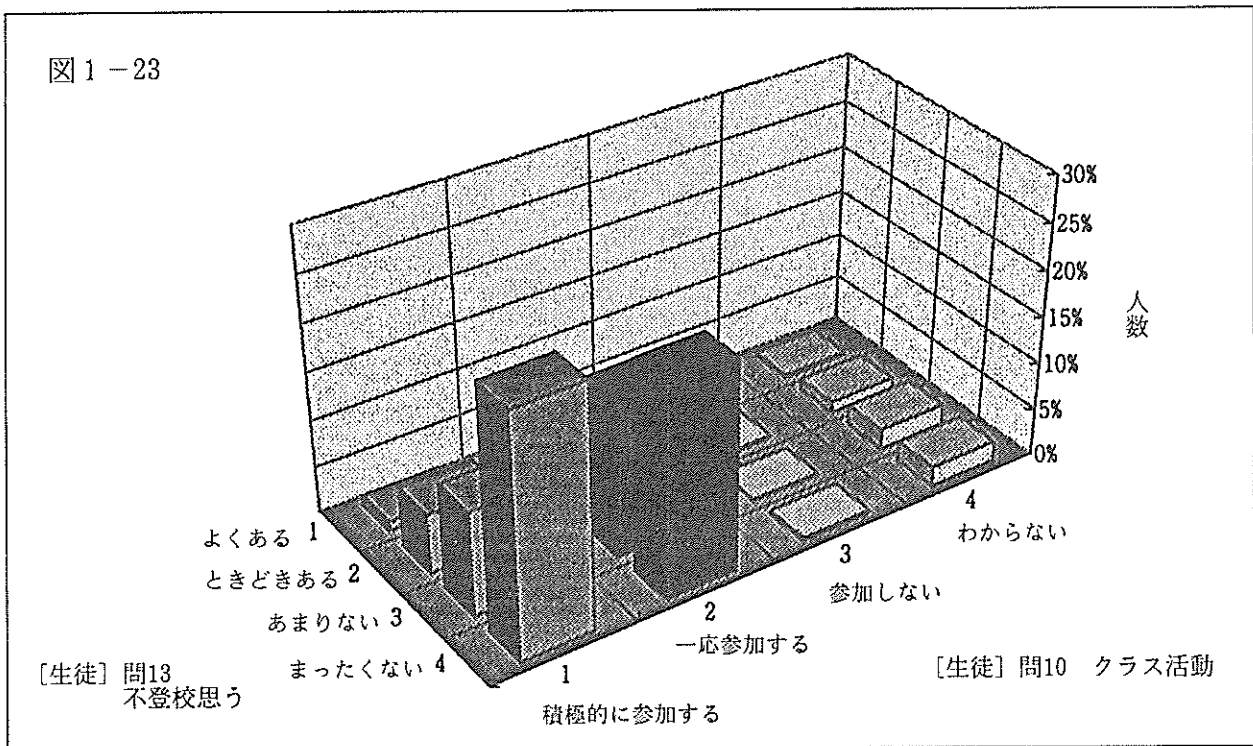 図1-23
30%
25%
20%
15%
10%
5%
0%
人数
よくある 1
ときどきある 2
あまりない 3
まったくない 4
[生徒] 問13
不登校思う
1
積極的に参加する
2
一応参加する
3
参加しない
4
わからない
[生徒] 問10 クラス活動